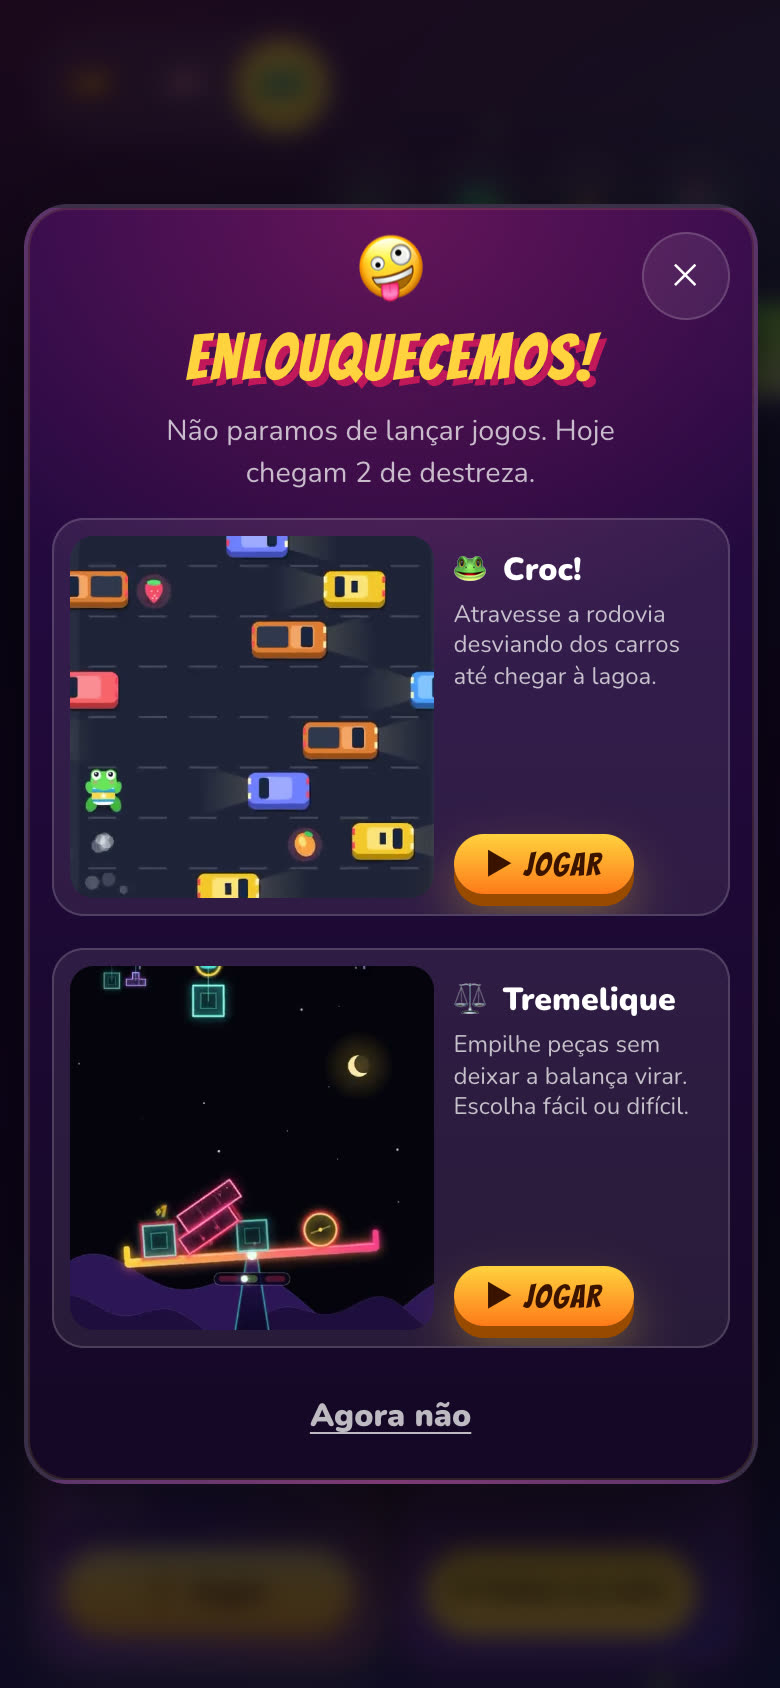 ENLOUQUECEMOS!
Não paramos de lançar jogos. Hoje
chegam 2 de destreza.
Croc!
Atravesse a rodovia
desviando dos carros
até chegar à lagoa.
JOGAR
Tremelique
Empilhe peças sem
deixar a balança virar.
Escolha fácil ou difícil.
JOGAR
Agora não